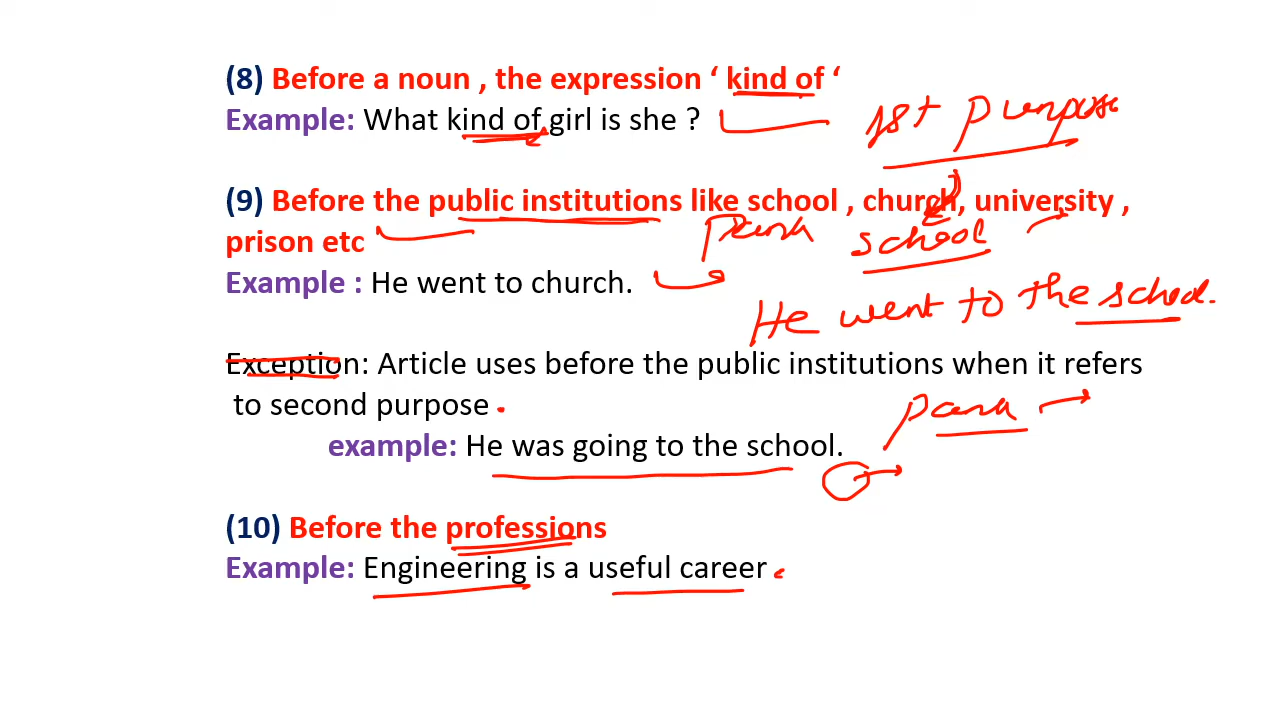 (8) Before a noun , the expression ‘ kind of ‘
Example: What kind of girl is she ?
1st purpose
(9) Before the public institutions like school , church, university ,
prison etc
park school
Example : He went to church.
He went to the school.
Exception: Article uses before the public institutions when it refers
to second purpose
park
example: He was going to the school.
(10) Before the professions
Example: Engineering is a useful career